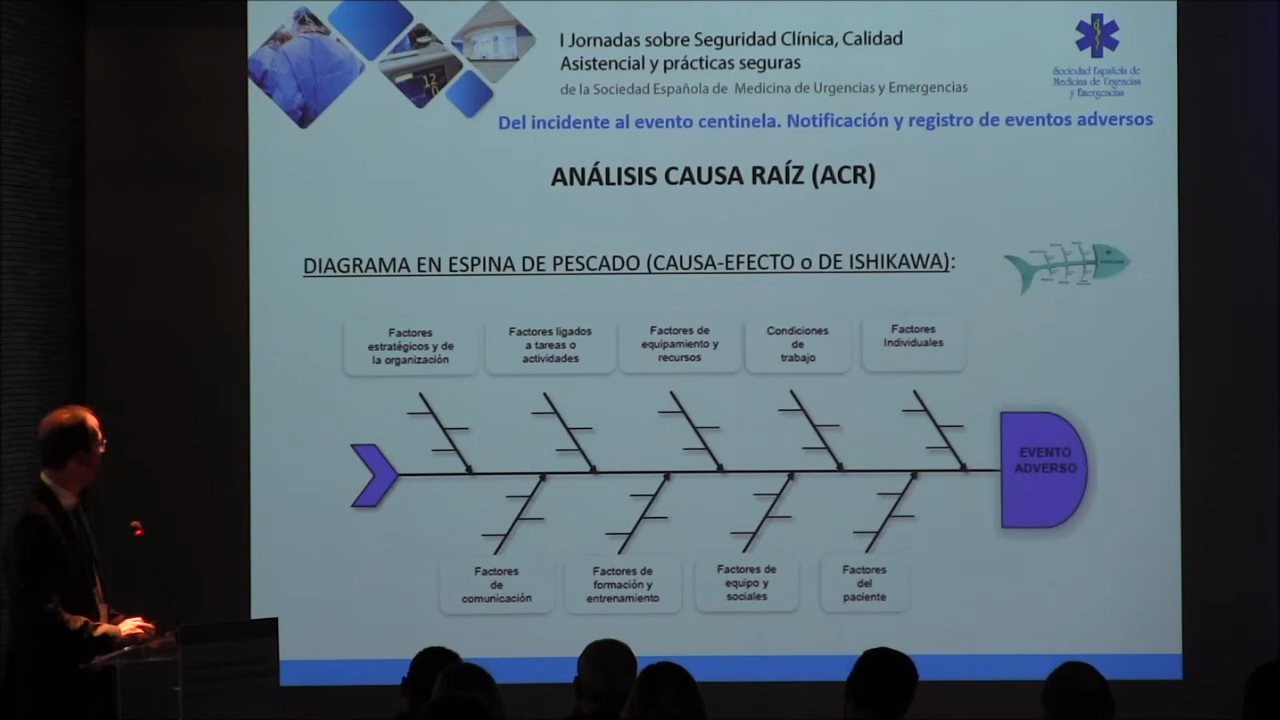 I Jornadas sobre Seguridad Clínica, Calidad
Asistencial y prácticas seguras
de la Sociedad Española de Medicina de Urgencias y Emergencias
Sociedad Española de
Medicina de Urgencias
y Emergencias
Del incidente al evento centinela. Notificación y registro de eventos adversos
ANÁLISIS CAUSA RAÍZ (ACR)
DIAGRAMA EN ESPINA DE PESCADO (CAUSA-EFECTO o DE ISHIKAWA):
Factores
estratégicos y de
la organización
Factores ligados
a tareas o
actividades
Factores de
equipamiento y
recursos
Condiciones
de
trabajo
Factores
Individuales
EVENTO
ADVERSO
Factores
de
comunicación
Factores de
formación y
entrenamiento
Factores de
equipo y
sociales
Factores
del
paciente